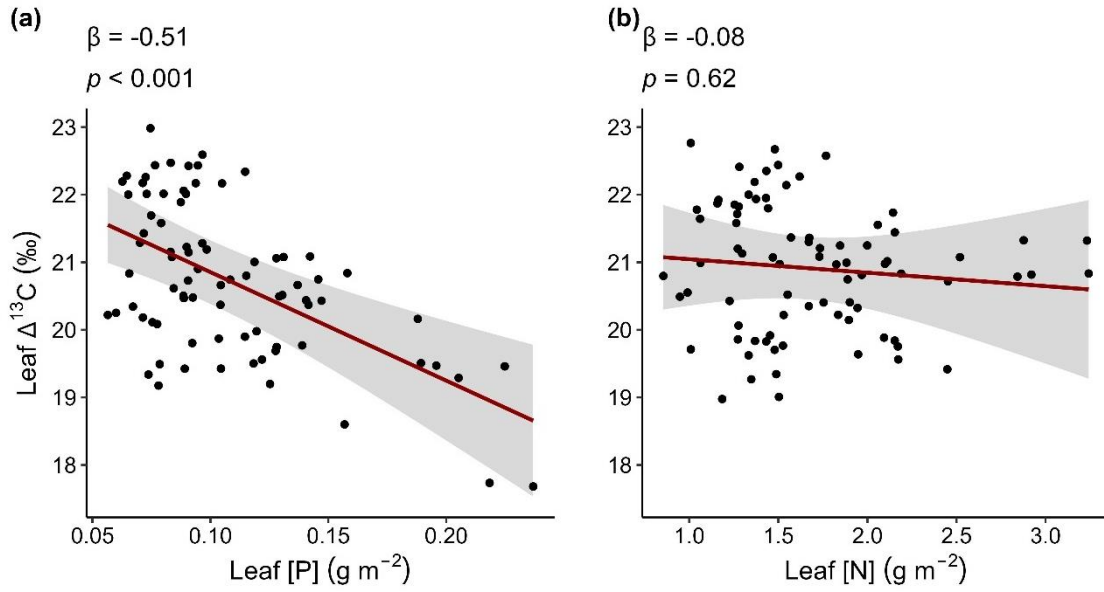 (a)
β = -0.51
p < 0.001
23
22
21
20
19
18
Leaf Δ¹³C (‰)
0.05
0.10
0.15
0.20
Leaf [P] (g m⁻²)
(b)
β = -0.08
p = 0.62
23
22
21
20
19
18
1.0
1.5
2.0
2.5
3.0
Leaf [N] (g m⁻²)